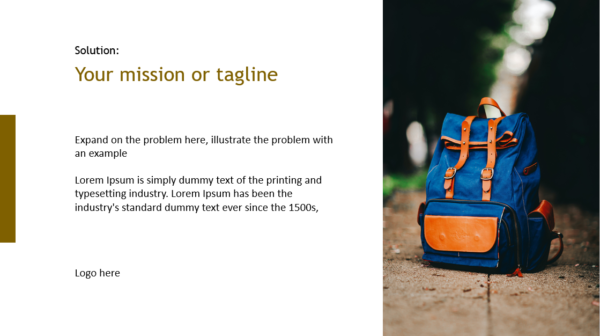 Solution:
Your mission or tagline
Expand on the problem here, illustrate the problem with
an example
Lorem Ipsum is simply dummy text of the printing and
typesetting industry. Lorem Ipsum has been the
industry's standard dummy text ever since the 1500s,
Logo here